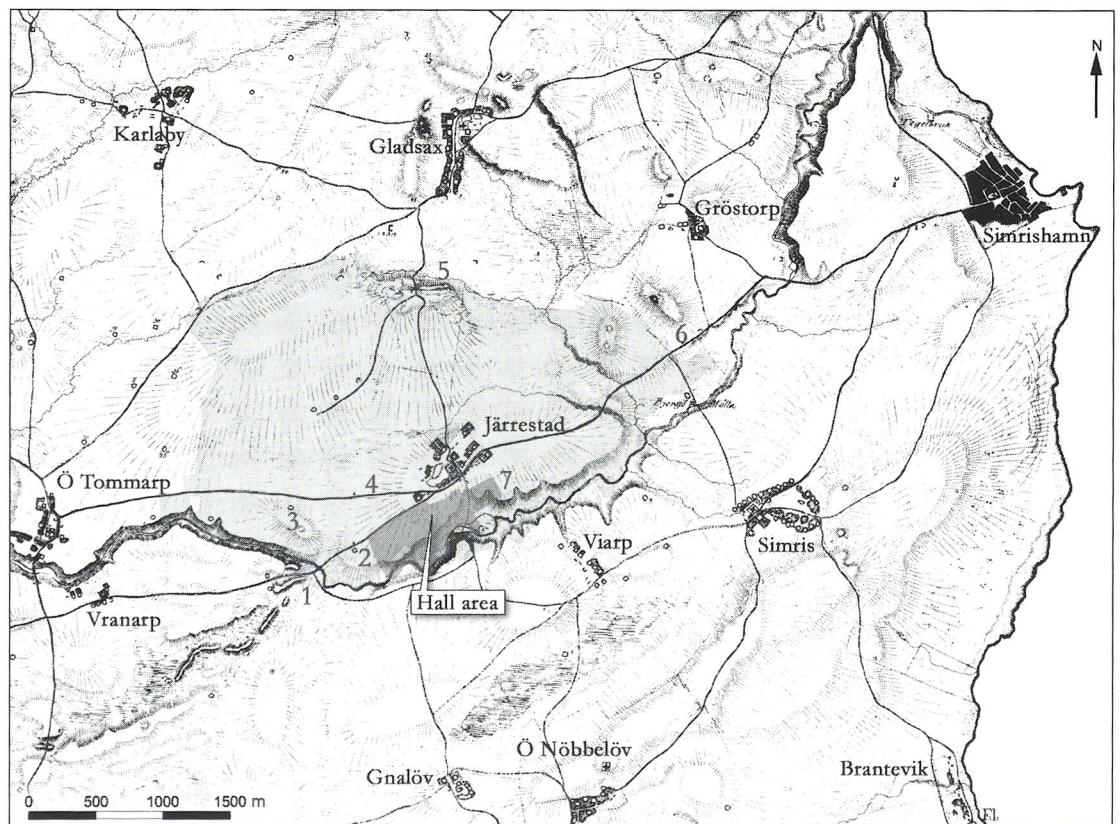 N
Karlaby
Gladsax
Tegelbruk
Gröstorp
Simrishamn
5
6
Järrestad
Ö Tommarp
4
7
3
2
Viarp
Simris
1
Hall area
Vranarp
Ö Nöbbelöv
Gnalöv
Brantevik
0 500 1000 1500 m